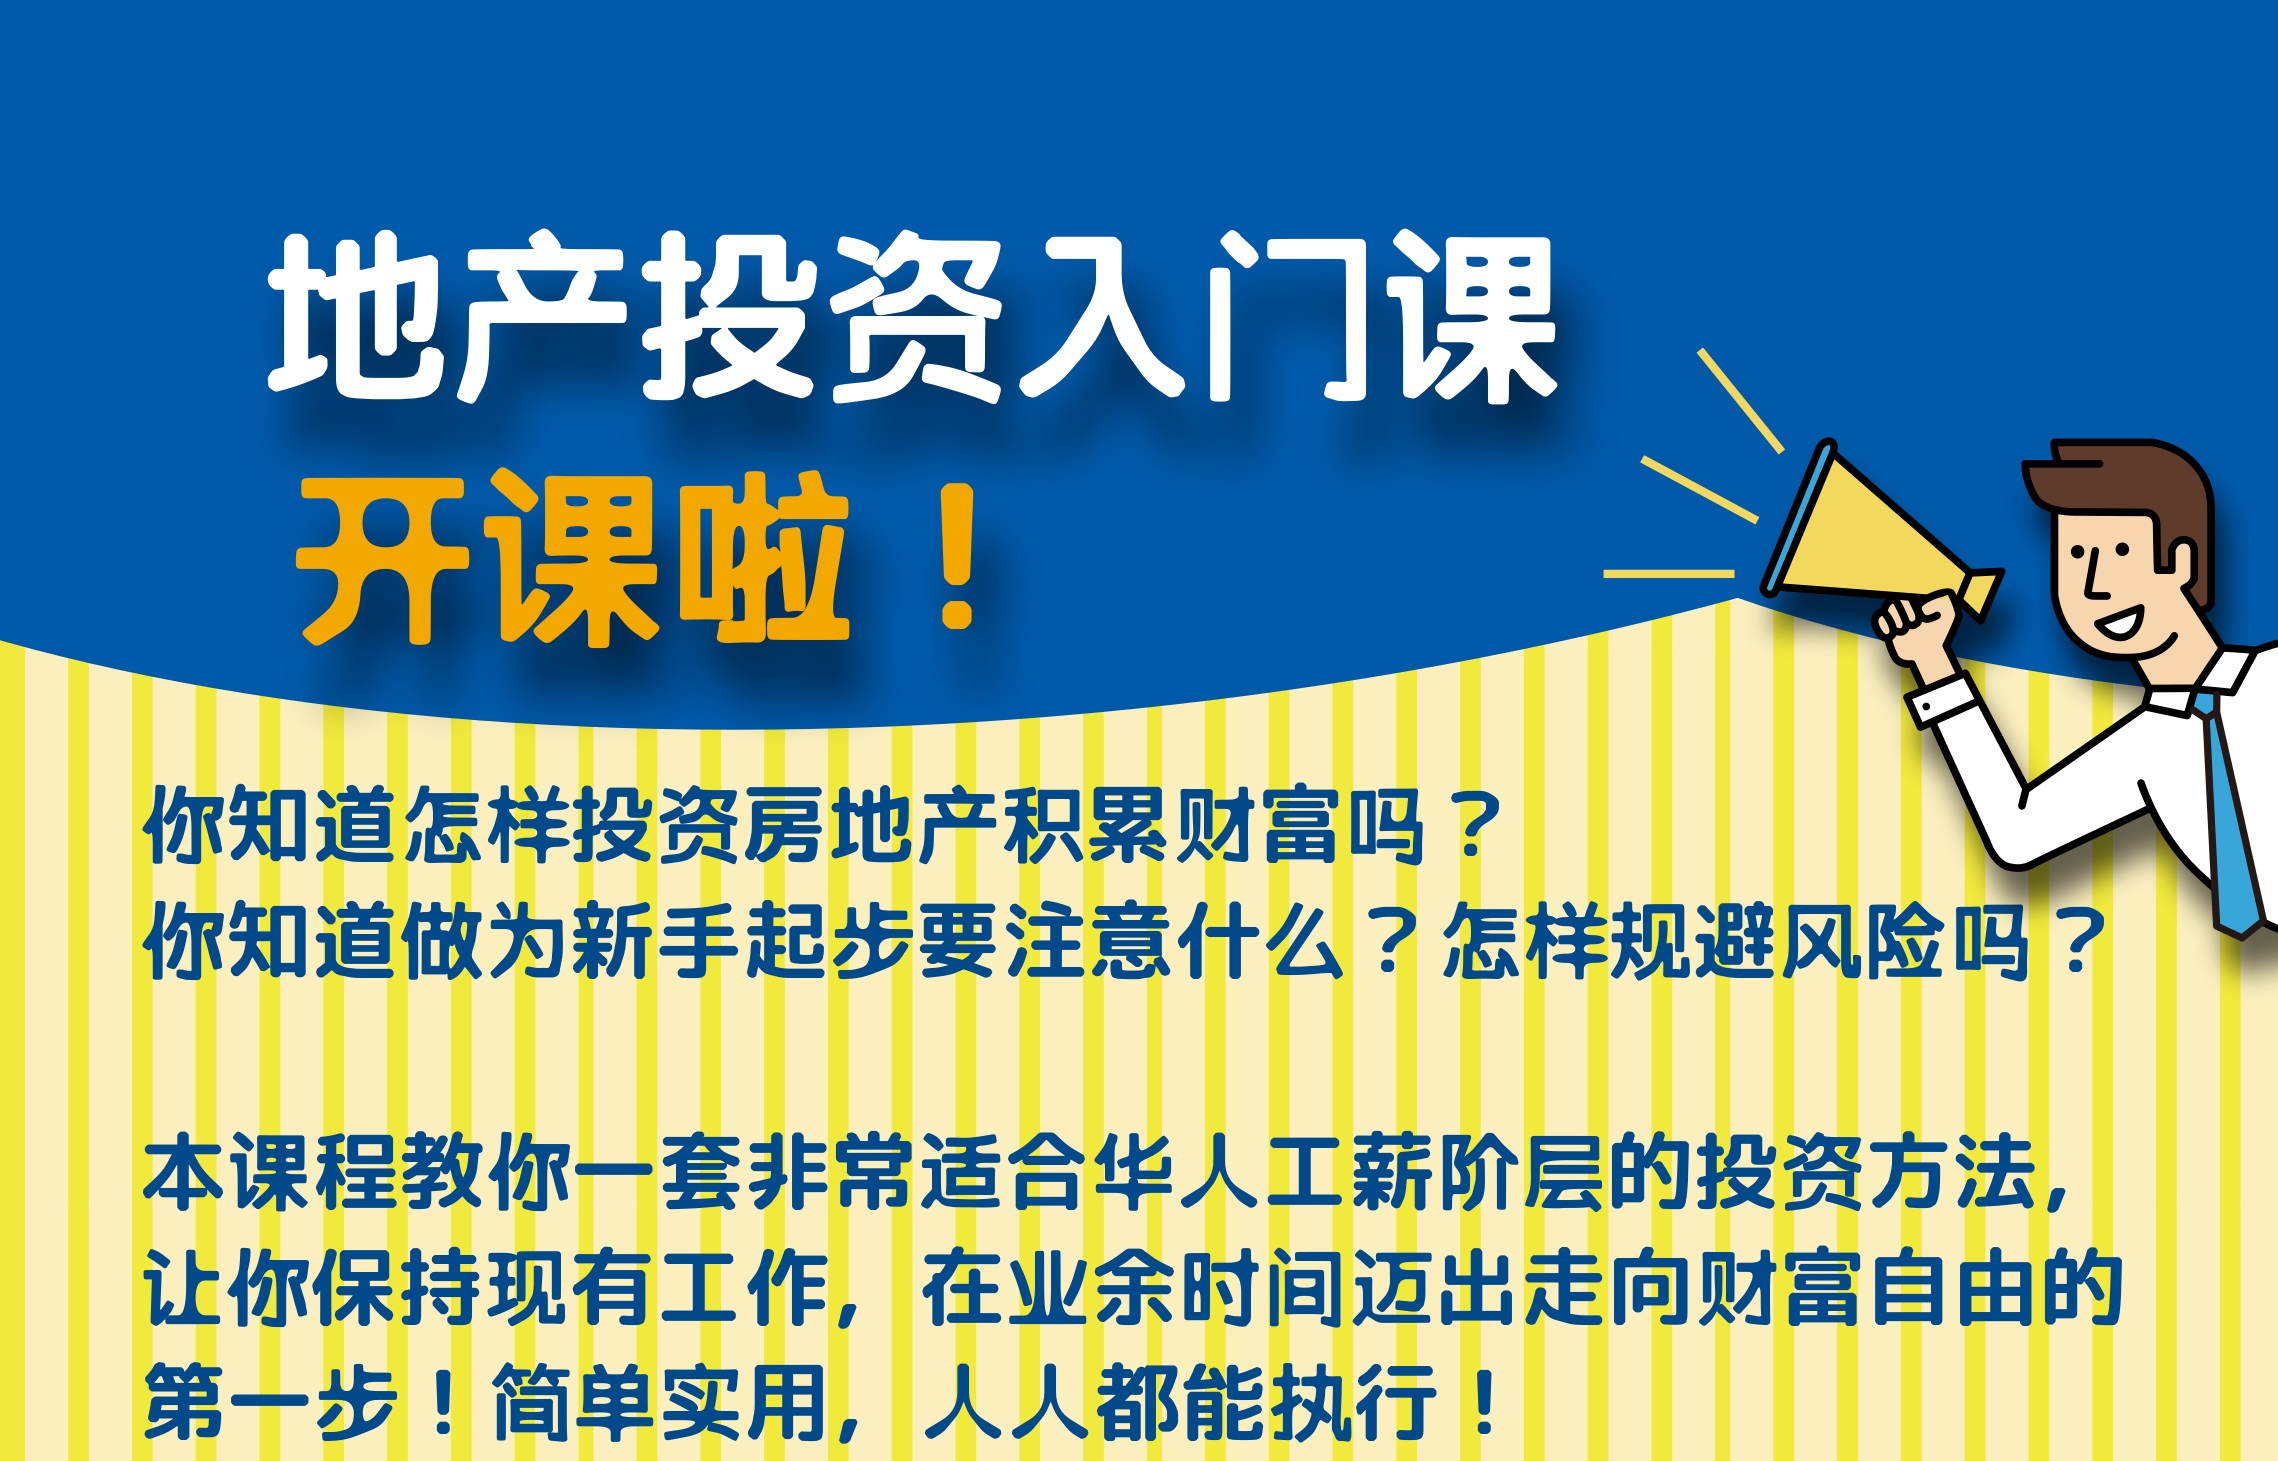 地产投资入门课
开课啦！
你知道怎样投资房地产积累财富吗？
你知道做为新手起步要注意什么？怎样规避风险吗？
本课程教你一套非常适合华人工薪阶层的投资方法，
让你保持现有工作，在业余时间迈出走向财富自由的
第一步！简单实用，人人都能执行！